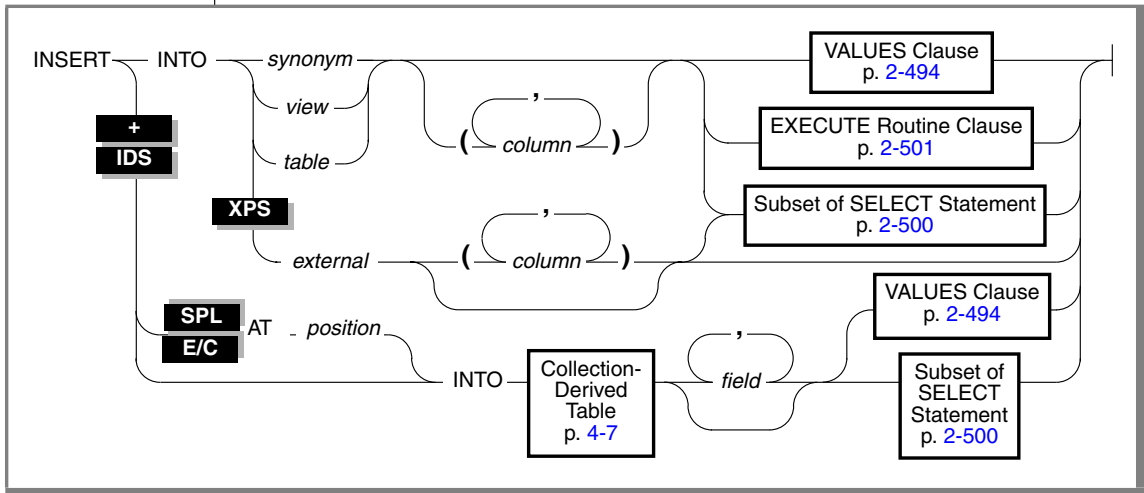 INSERT INTO synonym
view
table
( , column )
VALUES Clause
p. 2-494
EXECUTE Routine Clause
p. 2-501
Subset of SELECT Statement
p. 2-500
+
IDS
XPS
external ( , column )
SPL
E/C
AT position
INTO
Collection-
Derived
Table
p. 4-7
,
field
VALUES Clause
p. 2-494
Subset of
SELECT
Statement
p. 2-500